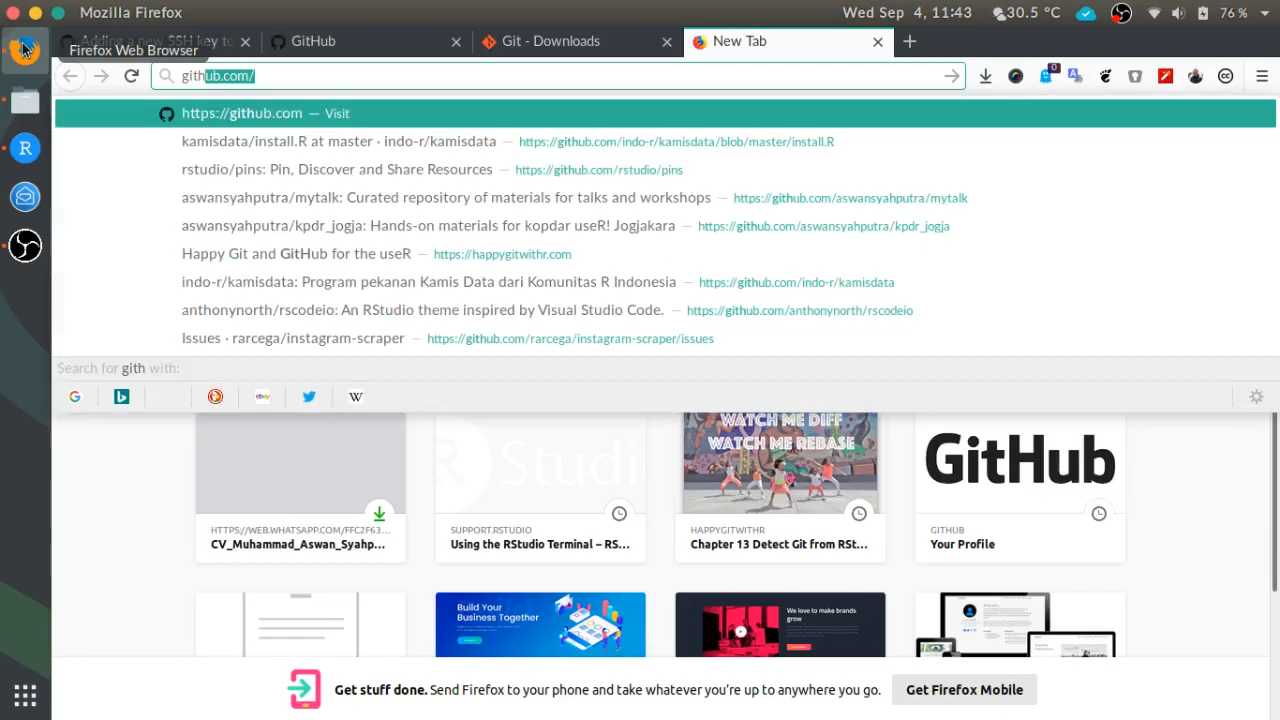 Mozilla Firefox
Wed Sep 4, 11:43
30.5 °C
76 %
Adding a new SSH key to
GitHub
Git - Downloads
New Tab
Firefox Web Browser
github.com/
0
https://github.com — Visit
kamisdata/install.R at master · indo-r/kamisdata — https://github.com/indo-r/kamisdata/blob/master/install.R
rstudio/pins: Pin, Discover and Share Resources — https://github.com/rstudio/pins
aswansyahputra/mytalk: Curated repository of materials for talks and workshops — https://github.com/aswansyahputra/mytalk
aswansyahputra/kpdr_jogja: Hands-on materials for kopdar useR! Jogjakara — https://github.com/aswansyahputra/kpdr_jogja
Happy Git and GitHub for the useR — https://happygitwithr.com
indo-r/kamisdata: Program pekanan Kamis Data dari Komunitas R Indonesia — https://github.com/indo-r/kamisdata
anthonynorth/rscodeio: An RStudio theme inspired by Visual Studio Code. — https://github.com/anthonynorth/rscodeio
Issues · rarcega/instagram-scraper — https://github.com/rarcega/instagram-scraper/issues
Search for gith with:
WATCH ME DIFF
WATCH ME REBASE
R Studi
GitHub
HTTPS://WEB.WHATSAPP.COM/FFC2F63...
CV_Muhammad_Aswan_Syahp...
SUPPORT.RSTUDIO
Using the RStudio Terminal – RS...
HAPPYGITWITHR
Chapter 13 Detect Git from RSt...
GITHUB
Your Profile
Build Your
Business Together
We love to make brands
grow
Get stuff done. Send Firefox to your phone and take whatever you're up to anywhere you go.
Get Firefox Mobile